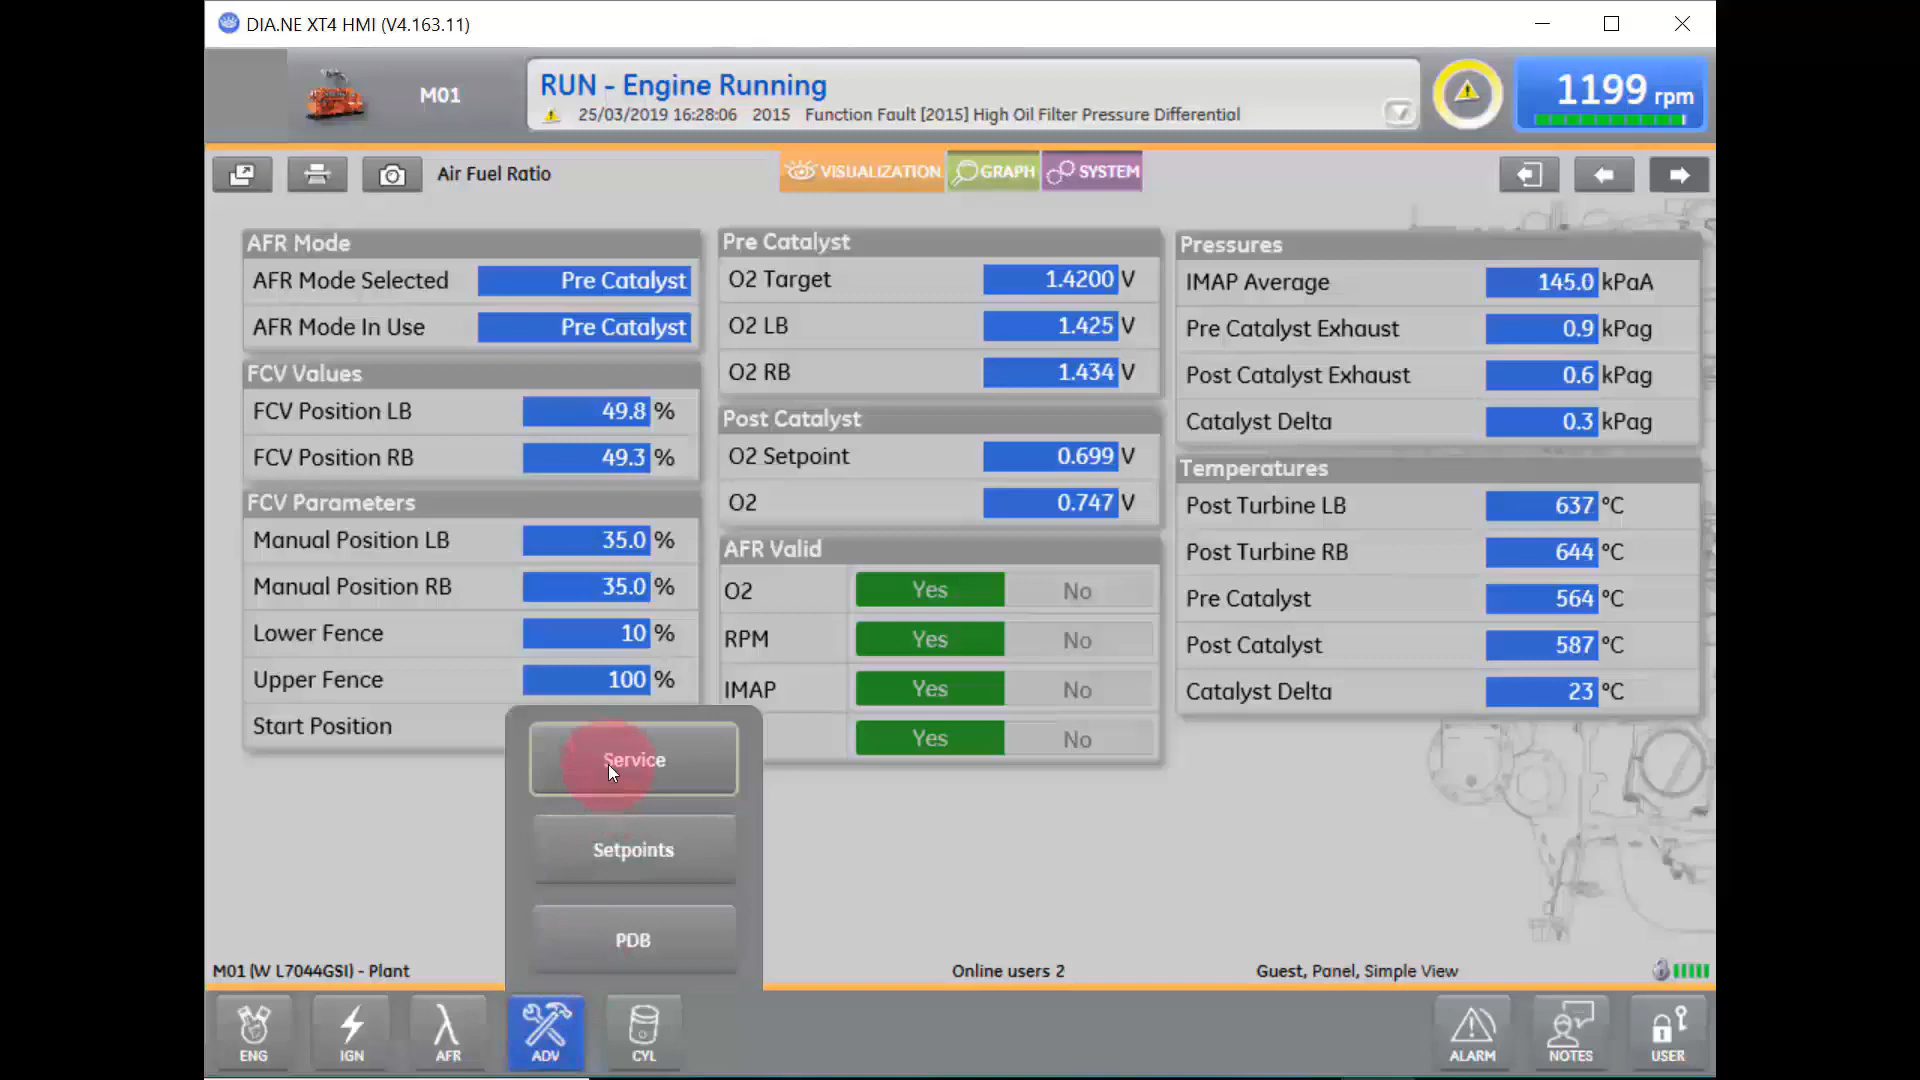 DIA.NE XT4 HMI (V4.163.11)
M01
RUN - Engine Running
25/03/2019 16:28:06 2015 Function Fault [2015] High Oil Filter Pressure Differential
1199 rpm
Air Fuel Ratio
VISUALIZATION
GRAPH
SYSTEM
AFR Mode
AFR Mode Selected Pre Catalyst
AFR Mode In Use Pre Catalyst
FCV Values
FCV Position LB 49.8 %
FCV Position RB 49.3 %
FCV Parameters
Manual Position LB 35.0 %
Manual Position RB 35.0 %
Lower Fence 10 %
Upper Fence 100 %
Start Position
Pre Catalyst
O2 Target 1.4200 V
O2 LB 1.425 V
O2 RB 1.434 V
Post Catalyst
O2 Setpoint 0.699 V
O2 0.747 V
AFR Valid
O2 Yes No
RPM Yes No
IMAP Yes No
Yes No
Pressures
IMAP Average 145.0 kPaA
Pre Catalyst Exhaust 0.9 kPag
Post Catalyst Exhaust 0.6 kPag
Catalyst Delta 0.3 kPag
Temperatures
Post Turbine LB 637 °C
Post Turbine RB 644 °C
Pre Catalyst 564 °C
Post Catalyst 587 °C
Catalyst Delta 23 °C
Service
Setpoints
PDB
M01 (W L7044GSI) - Plant
Online users 2
Guest, Panel, Simple View
ENG
IGN
AFR
ADV
CYL
ALARM
NOTES
USER